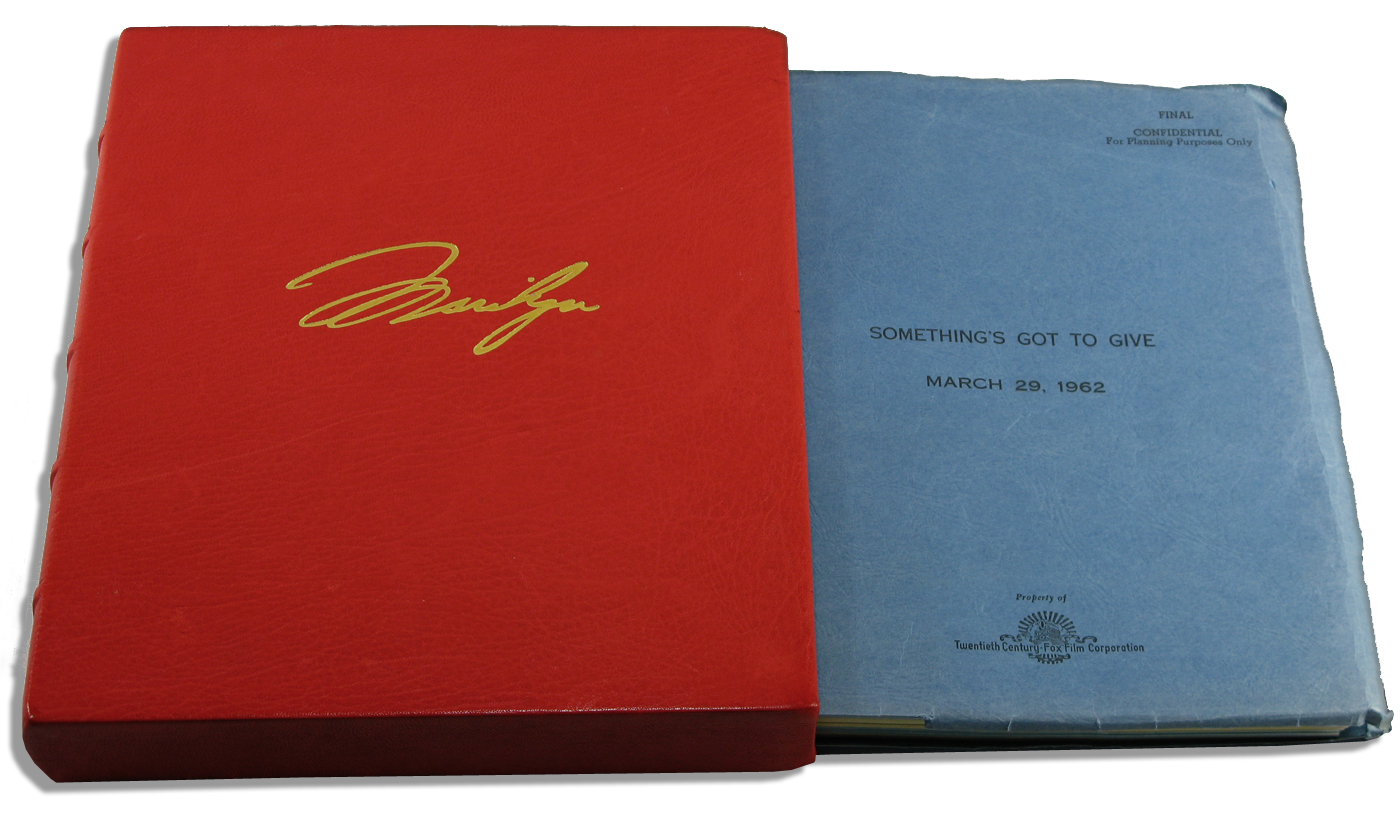 Marilyn
FINAL
CONFIDENTIAL
For Planning Purposes Only
SOMETHING'S GOT TO GIVE
MARCH 29, 1962
Property of
Twentieth Century-Fox Film Corporation